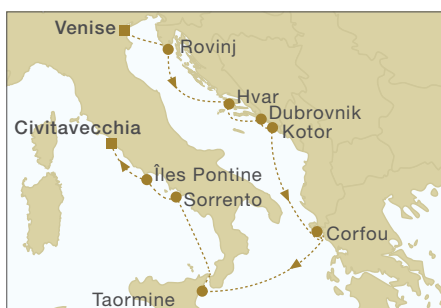 Venise
Rovinj
Hvar
Dubrovnik
Kotor
Civitavecchia
Îles Pontine
Sorrento
Corfou
Taormine